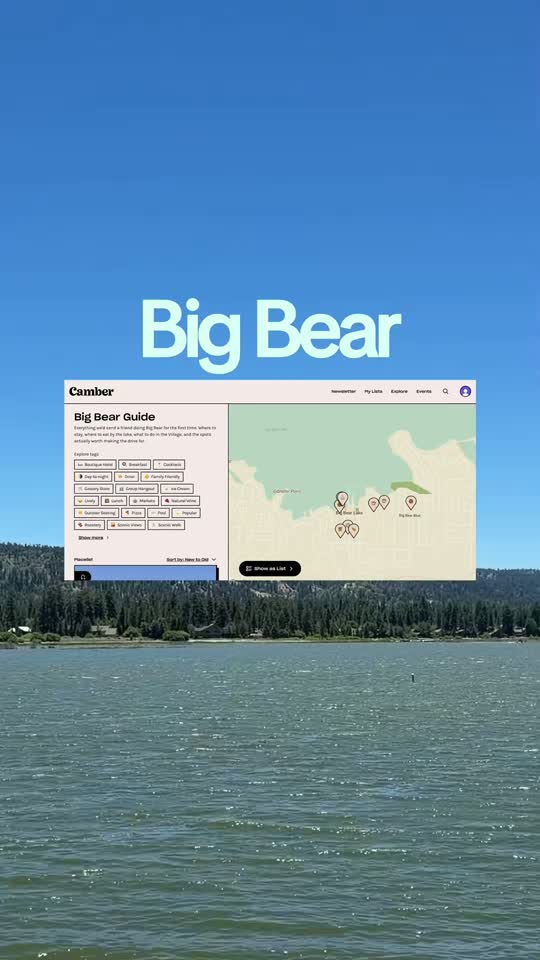 Big Bear
Camber
Newsletter My Lists Explore Events
Big Bear Guide
Everything we'd send a friend doing Big Bear for the first time. Where to
stay, where to eat by the lake, what to do in the Village, and the spots
actually worth making the drive for.
Explore tags
Boutique Hotel Breakfast Cocktails
Day-to-night Diner Family Friendly
Grocery Store Group Hangout Ice Cream
Lively Lunch Markets Natural Wine
Outdoor Seating Pizza Pool Popular
Roastery Scenic Views Scenic Walk
Show more
Placelist Sort by: New to Old
Big Bear Lake
Big Bear Blvd
Show as List